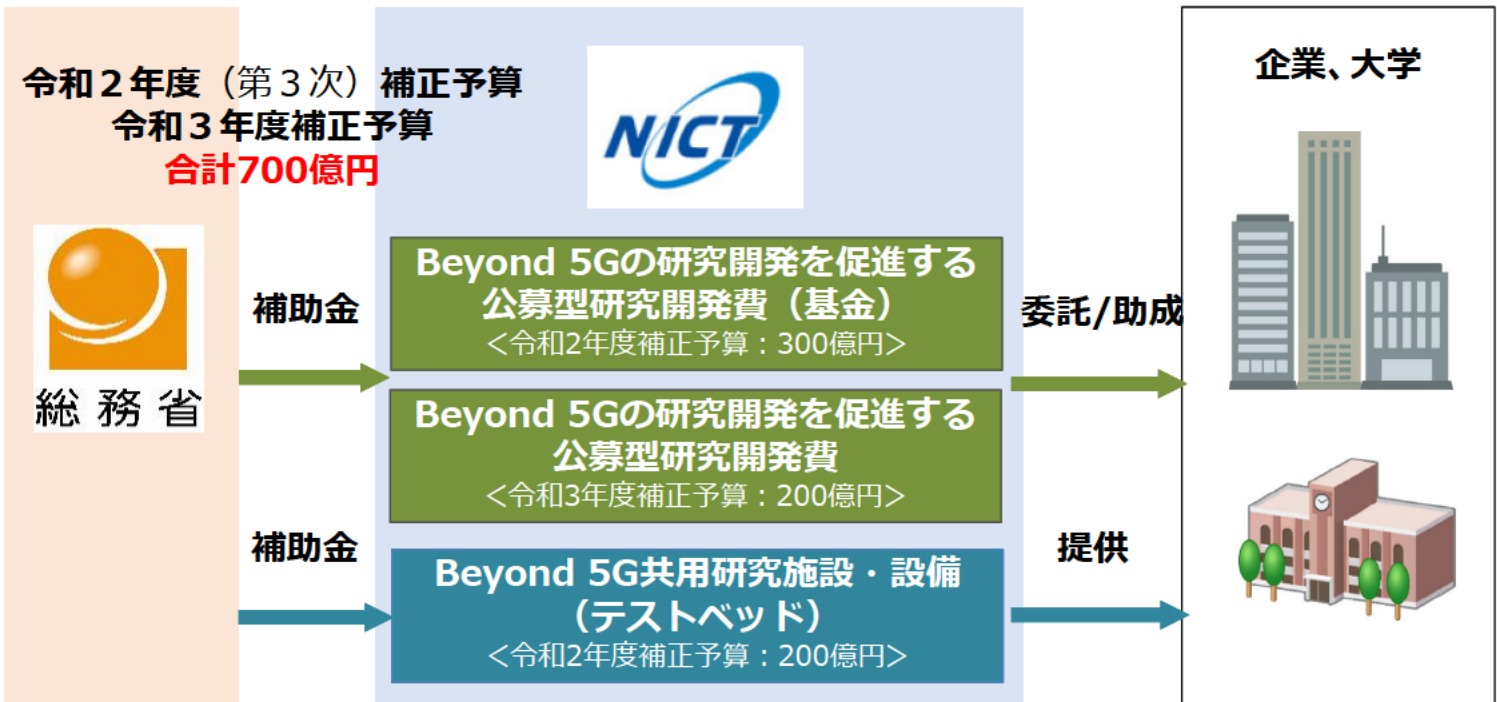 令和２年度（第３次）補正予算
令和３年度補正予算
合計700億円
総務省
補助金
補助金
NICT
Beyond 5Gの研究開発を促進する
公募型研究開発費（基金）
＜令和2年度補正予算：300億円＞
Beyond 5Gの研究開発を促進する
公募型研究開発費
＜令和3年度補正予算：200億円＞
Beyond 5G共用研究施設・設備
（テストベッド）
＜令和2年度補正予算：200億円＞
委託/助成
提供
企業、大学